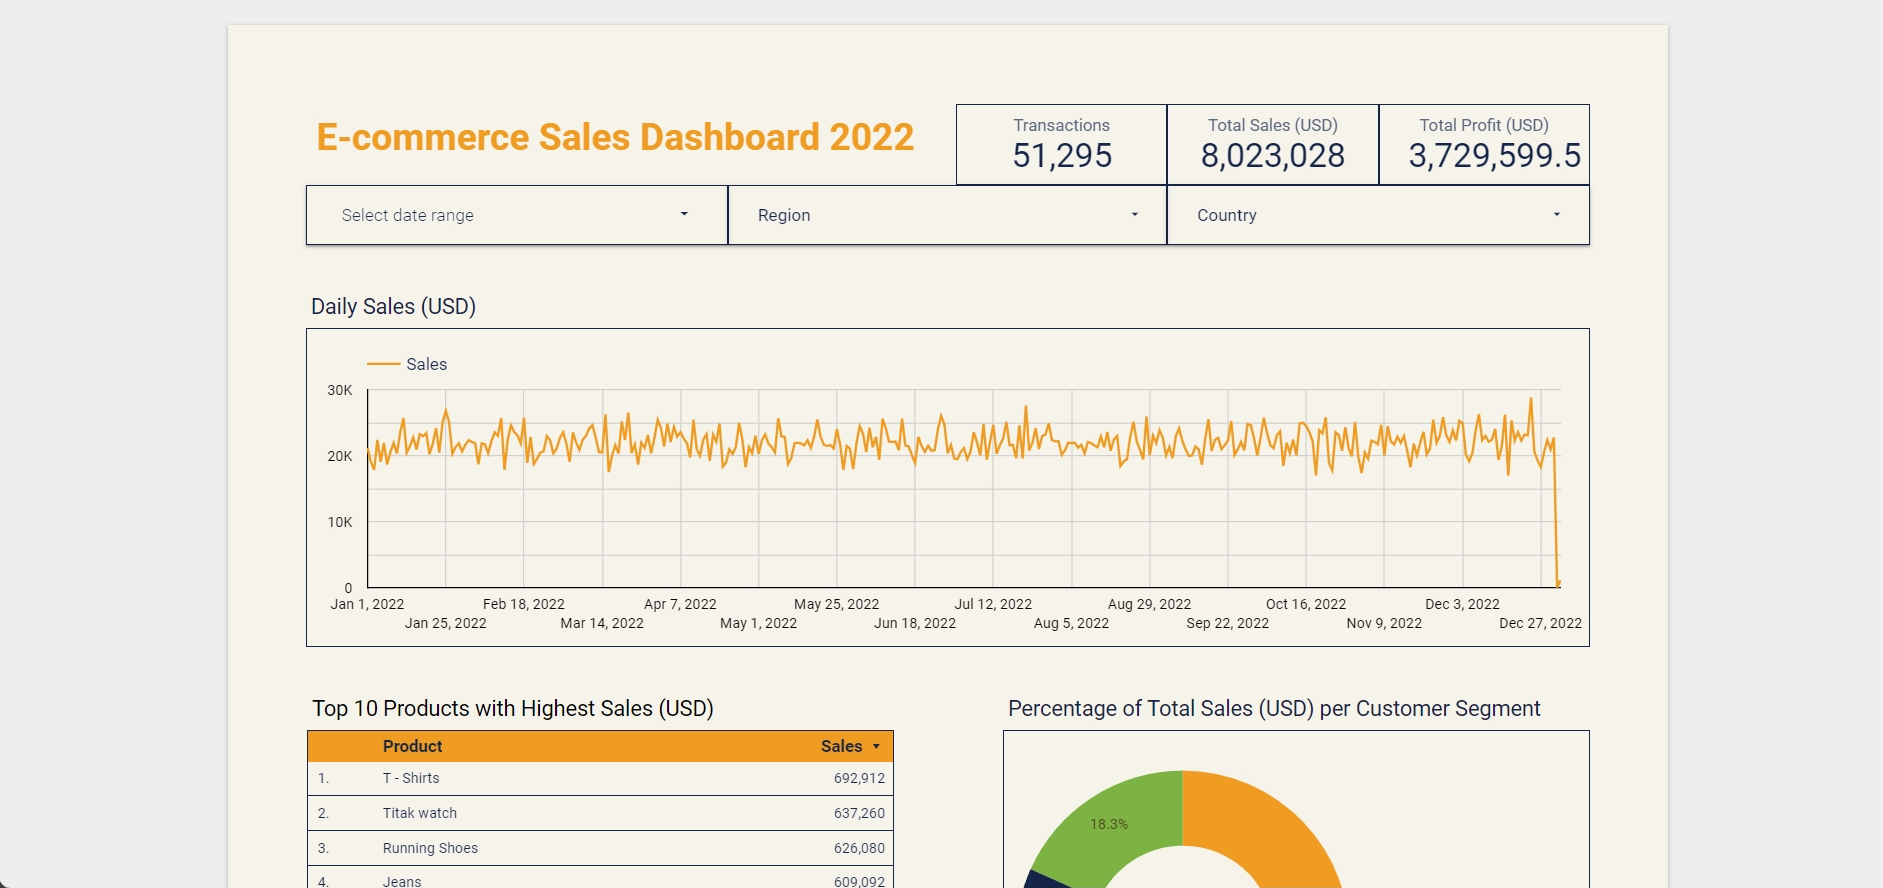 E-commerce Sales Dashboard 2022
Transactions
51,295
Total Sales (USD)
8,023,028
Total Profit (USD)
3,729,599.5
Select date range
Region
Country
Daily Sales (USD)
Sales
30K
20K
10K
0
Jan 1, 2022
Feb 18, 2022
Apr 7, 2022
May 25, 2022
Jul 12, 2022
Aug 29, 2022
Oct 16, 2022
Dec 3, 2022
Jan 25, 2022
Mar 14, 2022
May 1, 2022
Jun 18, 2022
Aug 5, 2022
Sep 22, 2022
Nov 9, 2022
Dec 27, 2022
Top 10 Products with Highest Sales (USD)
Product Sales
1. T - Shirts 692,912
2. Titak watch 637,260
3. Running Shoes 626,080
4. Jeans 609,092
Percentage of Total Sales (USD) per Customer Segment
18.3%